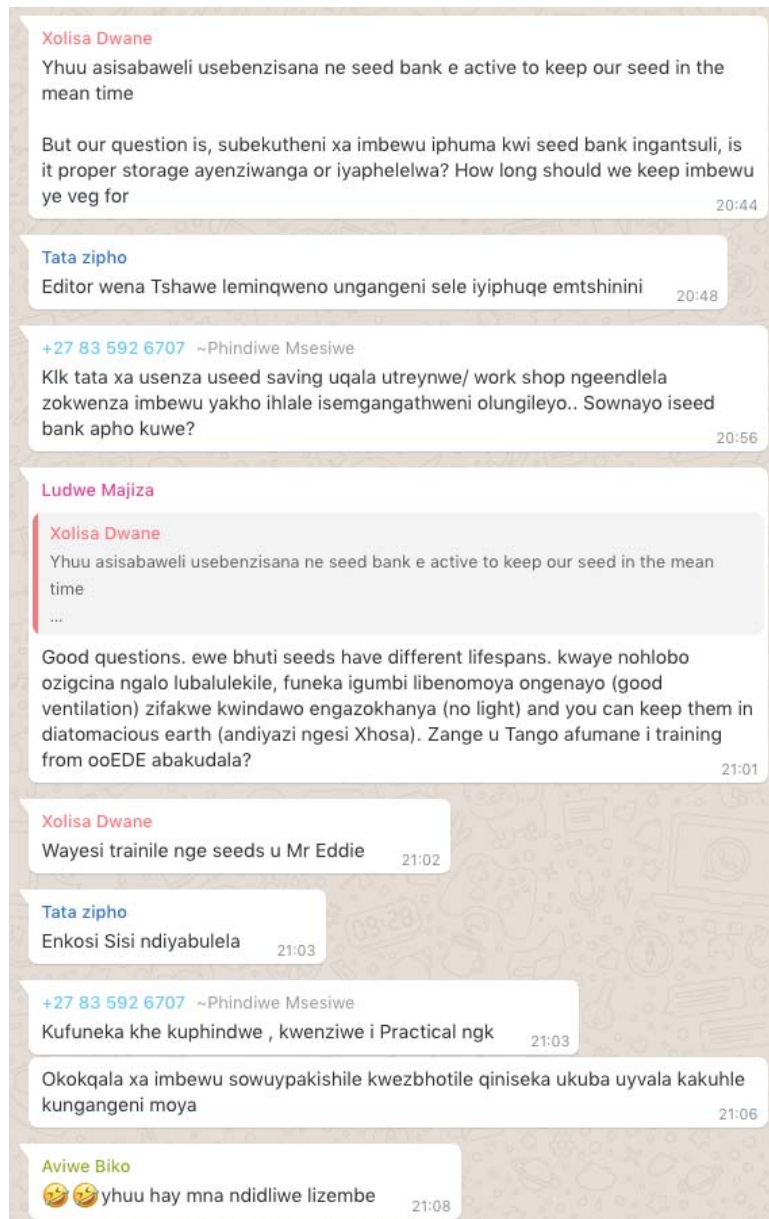 Xolisa Dwane
Yhuu asisabaweli usebenzisana ne seed bank e active to keep our seed in the
mean time
But our question is, subekutheni xa imbewu iphuma kwi seed bank ingantsuli, is
it proper storage ayenziwanga or iyaphelelwa? How long should we keep imbewu
ye veg for
20:44
Tata zipho
Editor wena Tshawe leminqweno ungangeni sele iyiphuqe emtshinini
20:48
+27 83 592 6707 ~Phindiwe Msesiwe
Klk tata xa usenza useed saving uqala utreynwe/ work shop ngeendlela
zokwenza imbewu yakho ihlale isemgangathweni olungileyo.. Sownayo iseed
bank apho kuwe?
20:56
Ludwe Majiza
Xolisa Dwane
Yhuu asisabaweli usebenzisana ne seed bank e active to keep our seed in the mean
time
...
Good questions. ewe bhuti seeds have different lifespans. kwaye nohlobo
ozigcina ngalo lubalulekile, funeka igumbi libenomoya ongenayo (good
ventilation) zifakwe kwindawo engazokhanya (no light) and you can keep them in
diatomacious earth (andiyazi ngesi Xhosa). Zange u Tango afumane i training
from ooEDE abakudala?
21:01
Xolisa Dwane
Wayesi trainile nge seeds u Mr Eddie
21:02
Tata zipho
Enkosi Sisi ndiyabulela
21:03
+27 83 592 6707 ~Phindiwe Msesiwe
Kufuneka khe kuphindwe , kwenziwe i Practical ngk
21:03
Okokqala xa imbewu sowuypakishile kwezbhotile qiniseka ukuba uyvala kakuhle
kungangeni moya
21:06
Aviwe Biko
🤣🤣yhuu hay mna ndidliwe lizembe
21:08